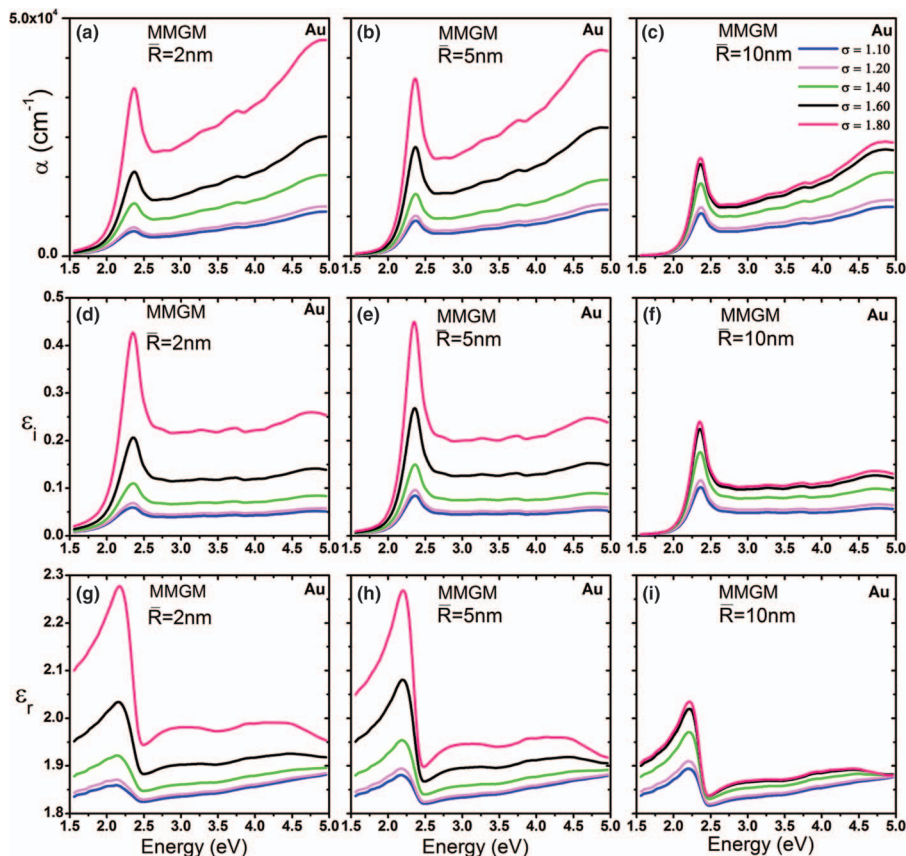 5.0x10⁴
(a) MMGM Au
R̅=2nm
α (cm⁻¹)
0.0
1.5 2.0 2.5 3.0 3.5 4.0 4.5 5.0
(b) MMGM Au
R̅=5nm
1.5 2.0 2.5 3.0 3.5 4.0 4.5 5.0
(c) MMGM Au
R̅=10nm
σ = 1.10
σ = 1.20
σ = 1.40
σ = 1.60
σ = 1.80
1.5 2.0 2.5 3.0 3.5 4.0 4.5 5.0
0.5
0.4
0.3
0.2
0.1
0.0
εi
(d) MMGM Au
R̅=2nm
1.5 2.0 2.5 3.0 3.5 4.0 4.5 5.0
(e) MMGM Au
R̅=5nm
1.5 2.0 2.5 3.0 3.5 4.0 4.5 5.0
(f) MMGM Au
R̅=10nm
1.5 2.0 2.5 3.0 3.5 4.0 4.5 5.0
2.3
2.2
2.1
2.0
1.9
1.8
εr
(g) MMGM Au
R̅=2nm
1.5 2.0 2.5 3.0 3.5 4.0 4.5 5.0
Energy (eV)
(h) MMGM Au
R̅=5nm
1.5 2.0 2.5 3.0 3.5 4.0 4.5 5.0
Energy (eV)
(i) MMGM Au
R̅=10nm
1.5 2.0 2.5 3.0 3.5 4.0 4.5 5.0
Energy (eV)